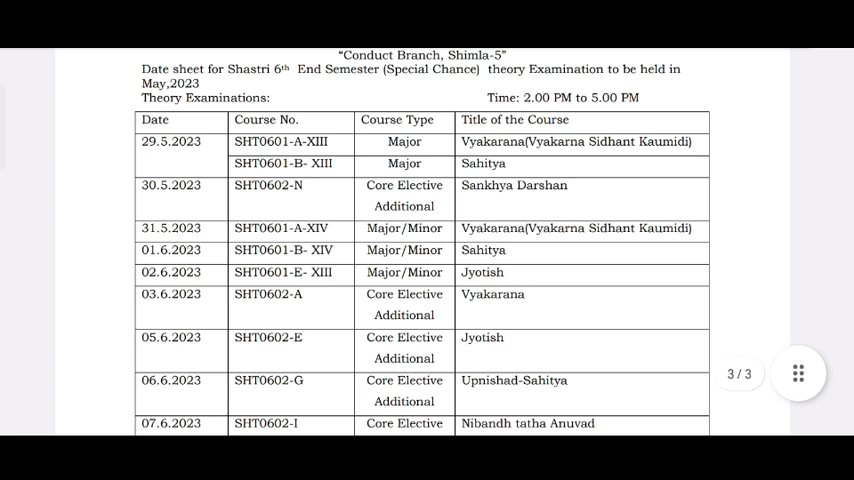 "Conduct Branch, Shimla-5"
Date sheet for Shastri 6th End Semester (Special Chance) theory Examination to be held in
May,2023
Theory Examinations: Time: 2.00 PM to 5.00 PM
Date Course No. Course Type Title of the Course
29.5.2023 SHT0601-A-XIII Major Vyakarana(Vyakarna Sidhant Kaumidi)
SHT0601-B- XIII Major Sahitya
30.5.2023 SHT0602-N Core Elective Sankhya Darshan
Additional
31.5.2023 SHT0601-A-XIV Major/Minor Vyakarana(Vyakarna Sidhant Kaumidi)
01.6.2023 SHT0601-B- XIV Major/Minor Sahitya
02.6.2023 SHT0601-E- XIII Major/Minor Jyotish
03.6.2023 SHT0602-A Core Elective Vyakarana
Additional
05.6.2023 SHT0602-E Core Elective Jyotish
Additional
06.6.2023 SHT0602-G Core Elective Upnishad-Sahitya
Additional
07.6.2023 SHT0602-I Core Elective Nibandh tatha Anuvad
3 / 3